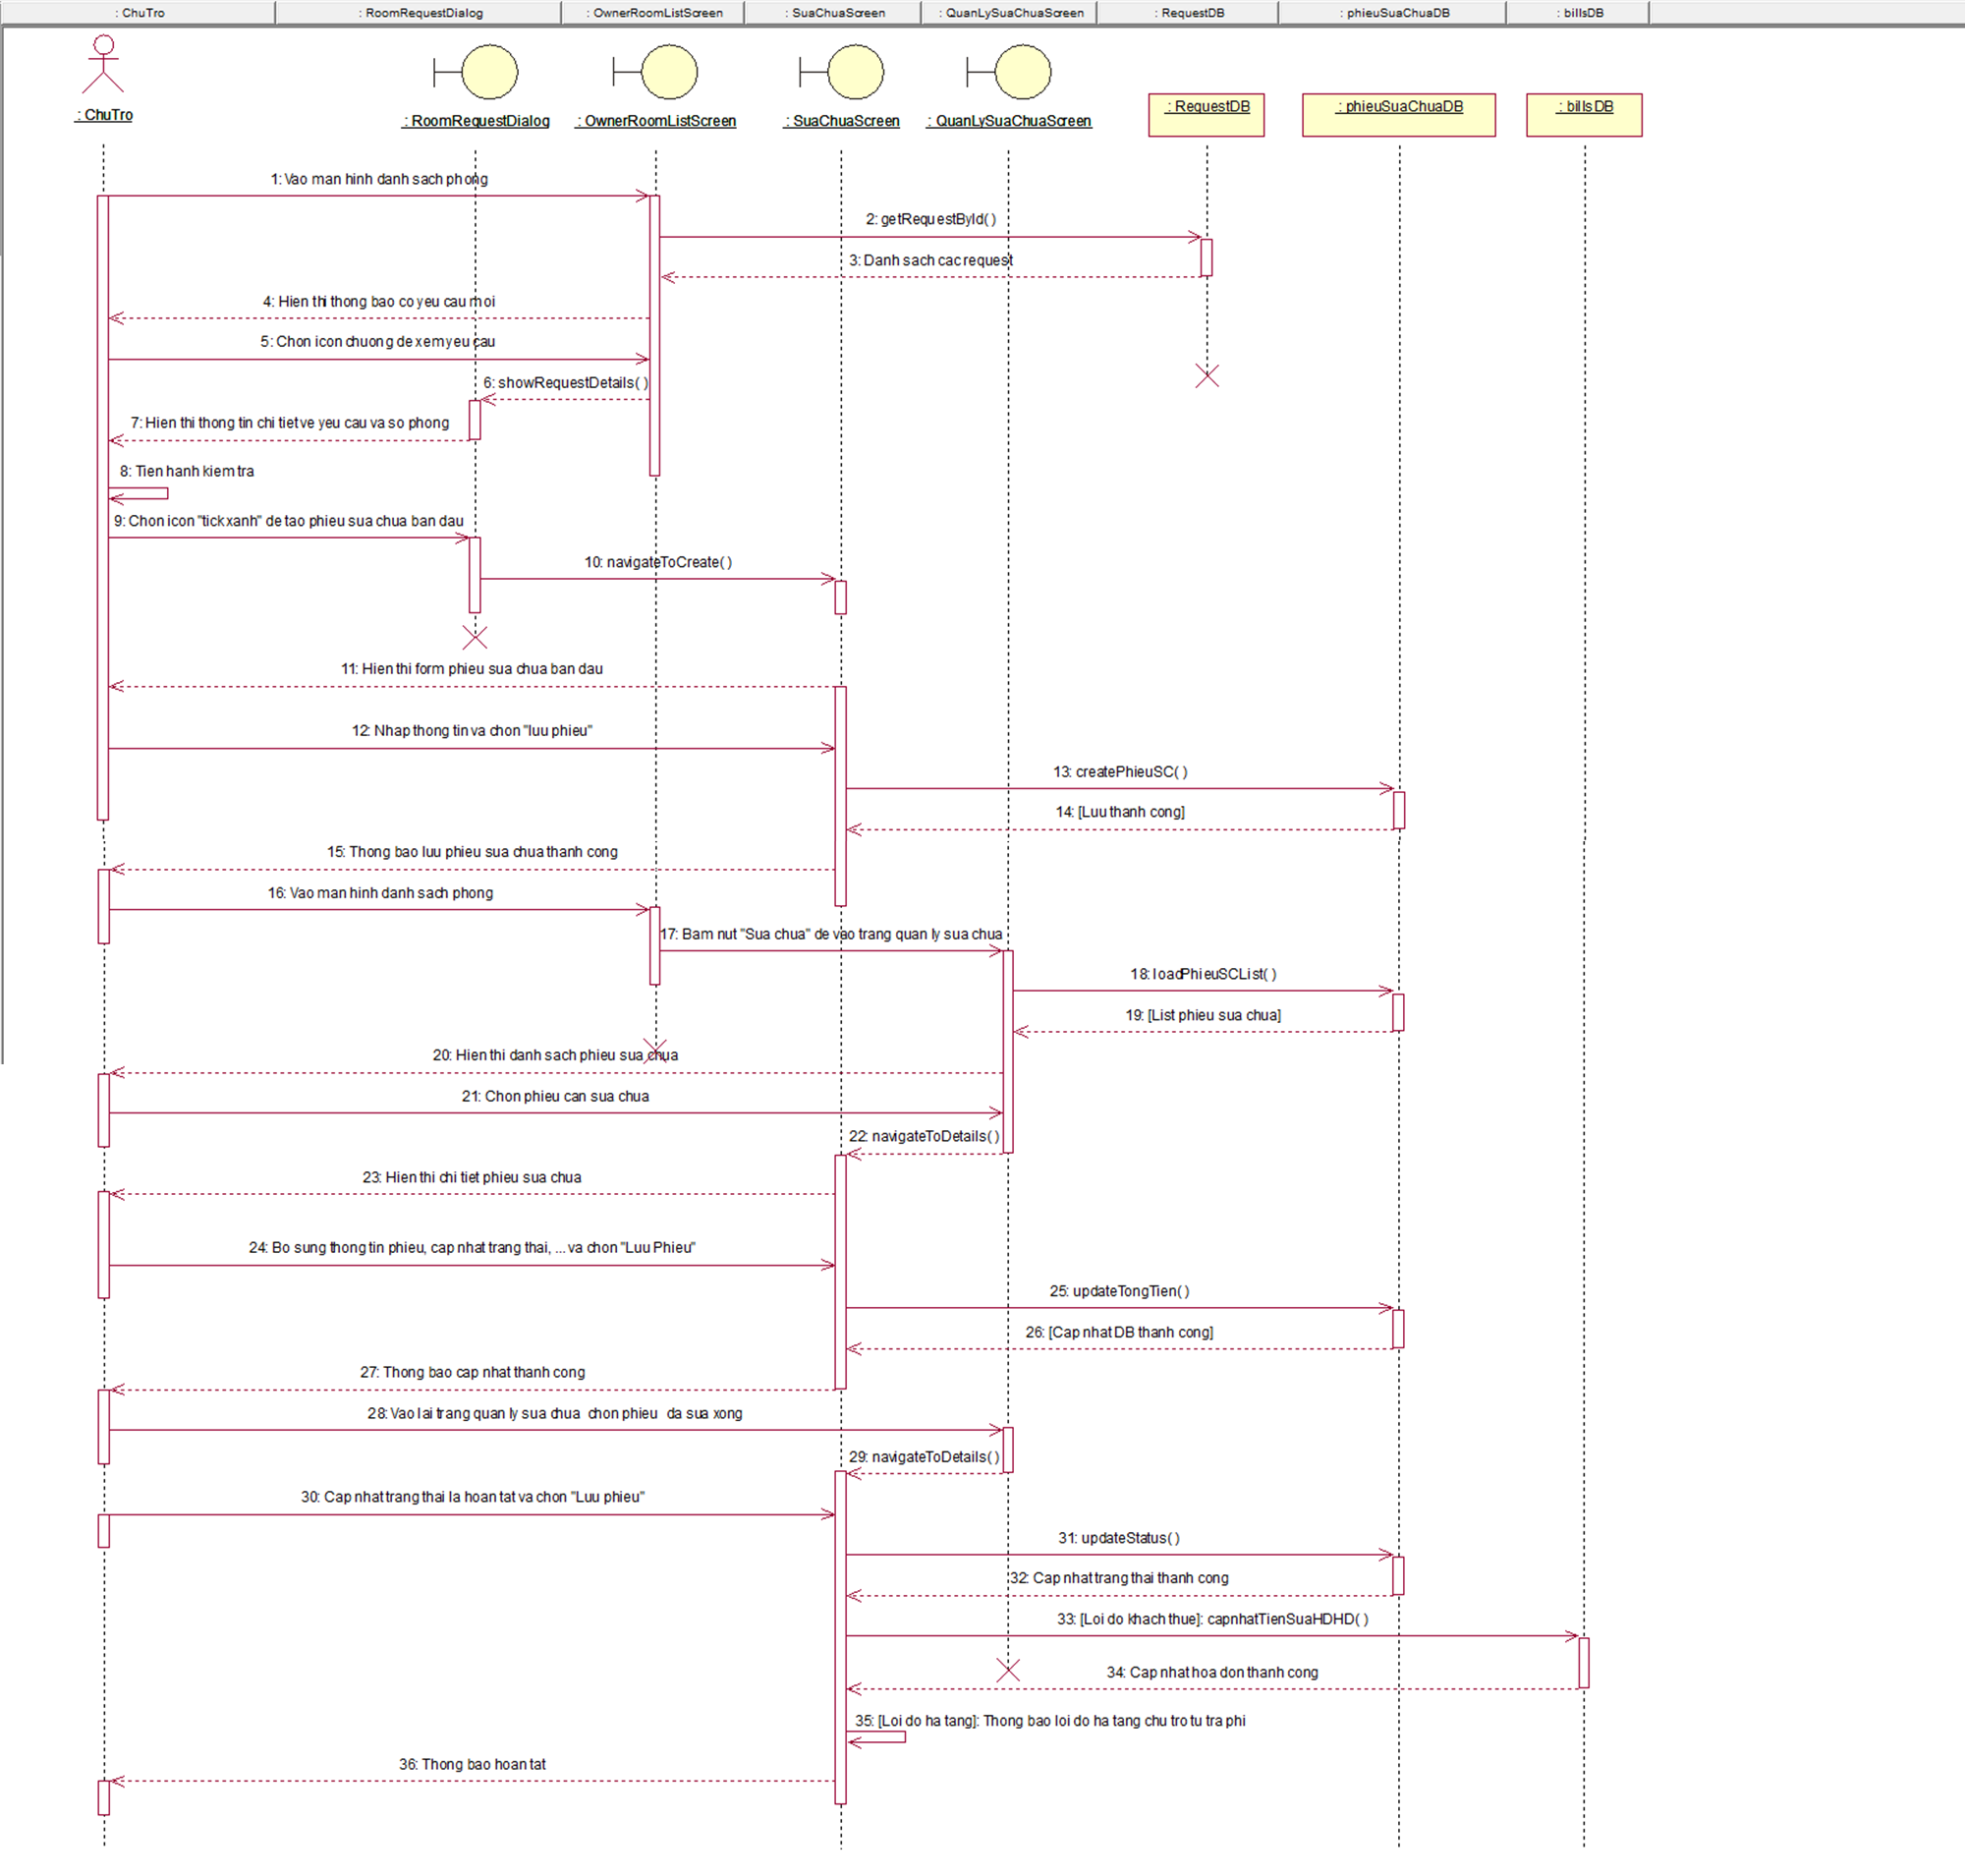 : ChuTro
: RoomRequestDialog
: OwnerRoomListScreen
: SuaChuaScreen
: QuanLySuaChuaScreen
: RequestDB
: phieuSuaChuaDB
: billsDB
: ChuTro
: RoomRequestDialog
: OwnerRoomListScreen
: SuaChuaScreen
: QuanLySuaChuaScreen
: RequestDB
: phieuSuaChuaDB
: billsDB
1: Vao man hinh danh sach phong
2: getRequestById( )
3: Danh sach cac request
4: Hien thi thong bao co yeu cau moi
5: Chon icon chuong de xem yeu cau
6: showRequestDetails( )
7: Hien thi thong tin chi tiet ve yeu cau va so phong
8: Tien hanh kiem tra
9: Chon icon "tick xanh" de tao phieu sua chua ban dau
10: navigateToCreate( )
11: Hien thi form phieu sua chua ban dau
12: Nhap thong tin va chon "luu phieu"
13: createPhieuSC( )
14: [Luu thanh cong]
15: Thong bao luu phieu sua chua thanh cong
16: Vao man hinh danh sach phong
17: Bam nut "Sua chua" de vao trang quan ly sua chua
18: loadPhieuSCList( )
19: [List phieu sua chua]
20: Hien thi danh sach phieu sua chua
21: Chon phieu can sua chua
22: navigateToDetails( )
23: Hien thi chi tiet phieu sua chua
24: Bo sung thong tin phieu, cap nhat trang thai, ... va chon "Luu Phieu"
25: updateTongTien( )
26: [Cap nhat DB thanh cong]
27: Thong bao cap nhat thanh cong
28: Vao lai trang quan ly sua chua chon phieu da sua xong
29: navigateToDetails( )
30: Cap nhat trang thai la hoan tat va chon "Luu phieu"
31: updateStatus( )
32: Cap nhat trang thai thanh cong
33: [Loi do khach thue]: capnhatTienSuaHDHD( )
34: Cap nhat hoa don thanh cong
35: [Loi do ha tang]: Thong bao loi do ha tang chu tro tu tra phi
36: Thong bao hoan tat